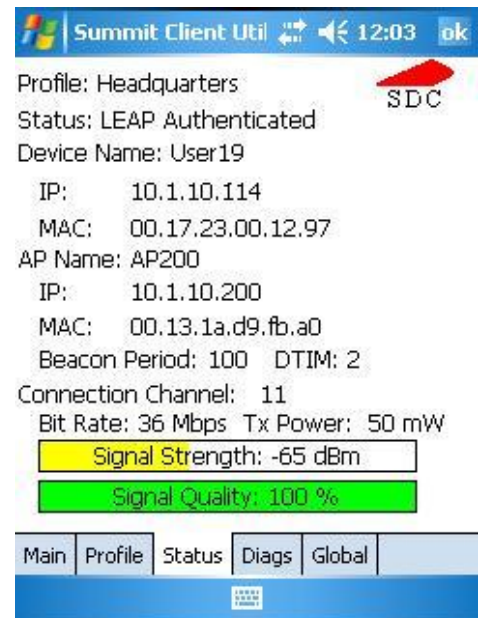 Summit Client Util 12:03 ok
Profile: Headquarters
SDC
Status: LEAP Authenticated
Device Name: User19
IP: 10.1.10.114
MAC: 00.17.23.00.12.97
AP Name: AP200
IP: 10.1.10.200
MAC: 00.13.1a.d9.fb.a0
Beacon Period: 100 DTIM: 2
Connection Channel: 11
Bit Rate: 36 Mbps Tx Power: 50 mW
Signal Strength: -65 dBm
Signal Quality: 100 %
Main Profile Status Diags Global